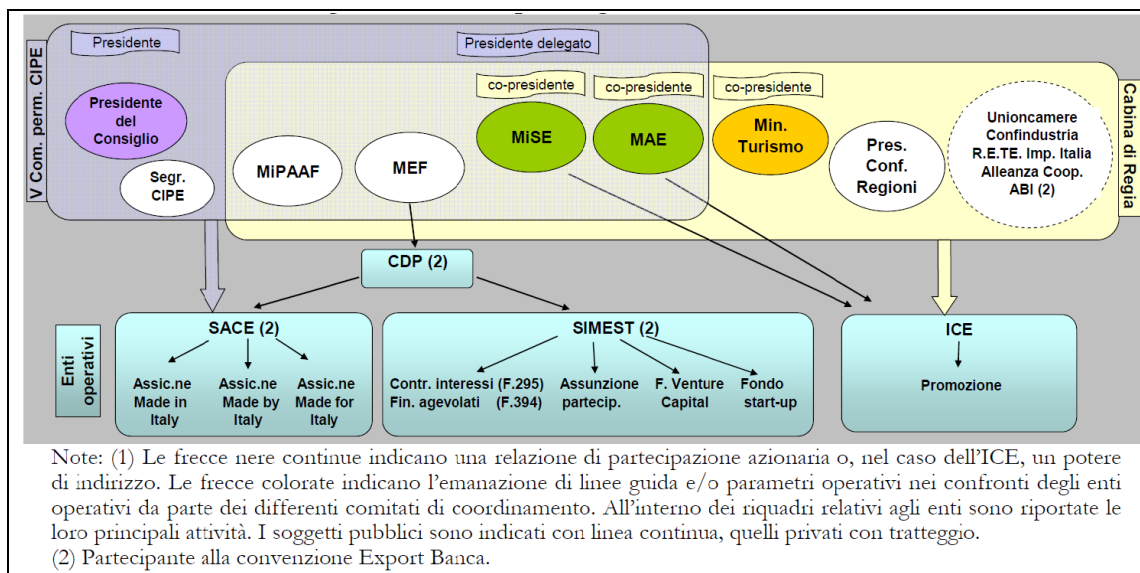 Presidente
Presidente delegato
V Com. perm. CIPE
co-presidente
co-presidente
co-presidente
Cabina di Regia
Presidente
del
Consiglio
Segr.
CIPE
MiPAAF
MEF
MiSE
MAE
Min.
Turismo
Pres.
Conf.
Regioni
Unioncamere
Confindustria
R.E.TE. Imp. Italia
Alleanza Coop.
ABI (2)
CDP (2)
Enti
operativi
SACE (2)
Assic.ne
Made in
Italy
Assic.ne
Made by
Italy
Assic.ne
Made for
Italy
SIMEST (2)
Contr. interessi (F.295)
Fin. agevolati (F.394)
Assunzione
partecip.
F. Venture
Capital
Fondo
start-up
ICE
Promozione
Note: (1) Le frecce nere continue indicano una relazione di partecipazione azionaria o, nel caso dell'ICE, un potere
di indirizzo. Le frecce colorate indicano l'emanazione di linee guida e/o parametri operativi nei confronti degli enti
operativi da parte dei differenti comitati di coordinamento. All'interno dei riquadri relativi agli enti sono riportate le
loro principali attività. I soggetti pubblici sono indicati con linea continua, quelli privati con tratteggio.
(2) Partecipante alla convenzione Export Banca.